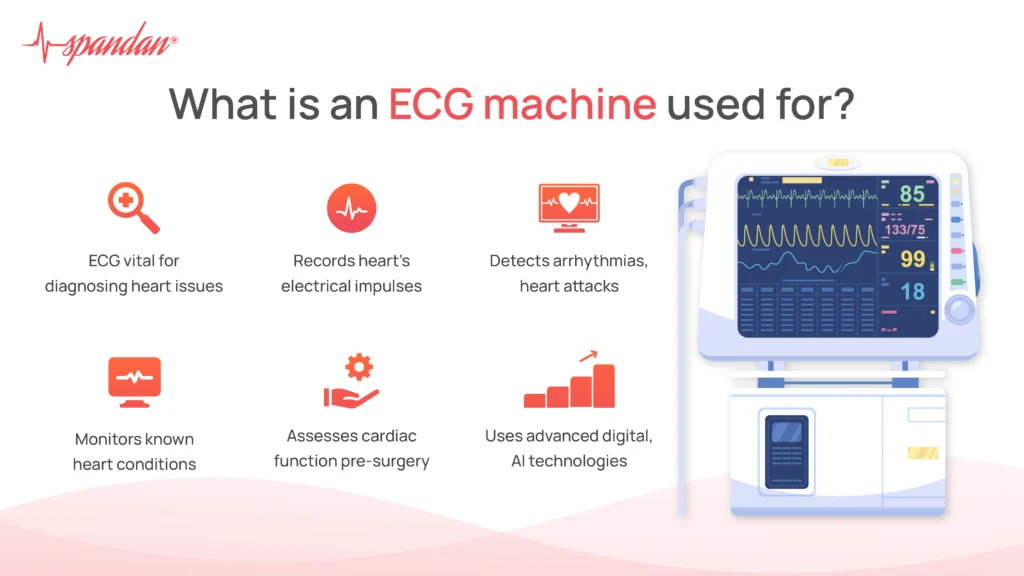 spandan®
What is an ECG machine used for?
ECG vital for
diagnosing heart issues
Records heart's
electrical impulses
Detects arrhythmias,
heart attacks
Monitors known
heart conditions
Assesses cardiac
function pre-surgery
Uses advanced digital,
AI technologies
85
133/75
99
18